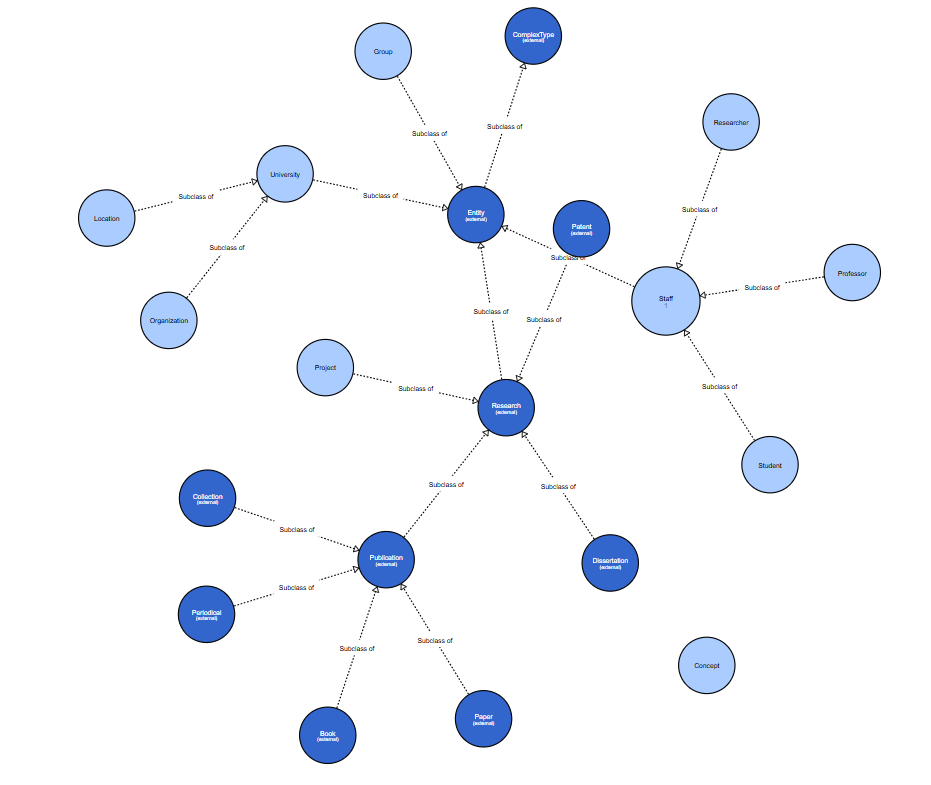 ComplexType
(external)
Group
Researcher
Subclass of
Subclass of
University
Subclass of
Subclass of
Subclass of
Location
Entity
(external)
Patent
(external)
Subclass of
Subclass of
Professor
Subclass of
Staff
1
Subclass of
Organization
Subclass of
Project
Subclass of
Subclass of
Research
(external)
Student
Subclass of
Subclass of
Collection
(external)
Subclass of
Publication
(external)
Dissertation
(external)
Subclass of
Periodical
(external)
Subclass of
Subclass of
Concept
Paper
(external)
Book
(external)